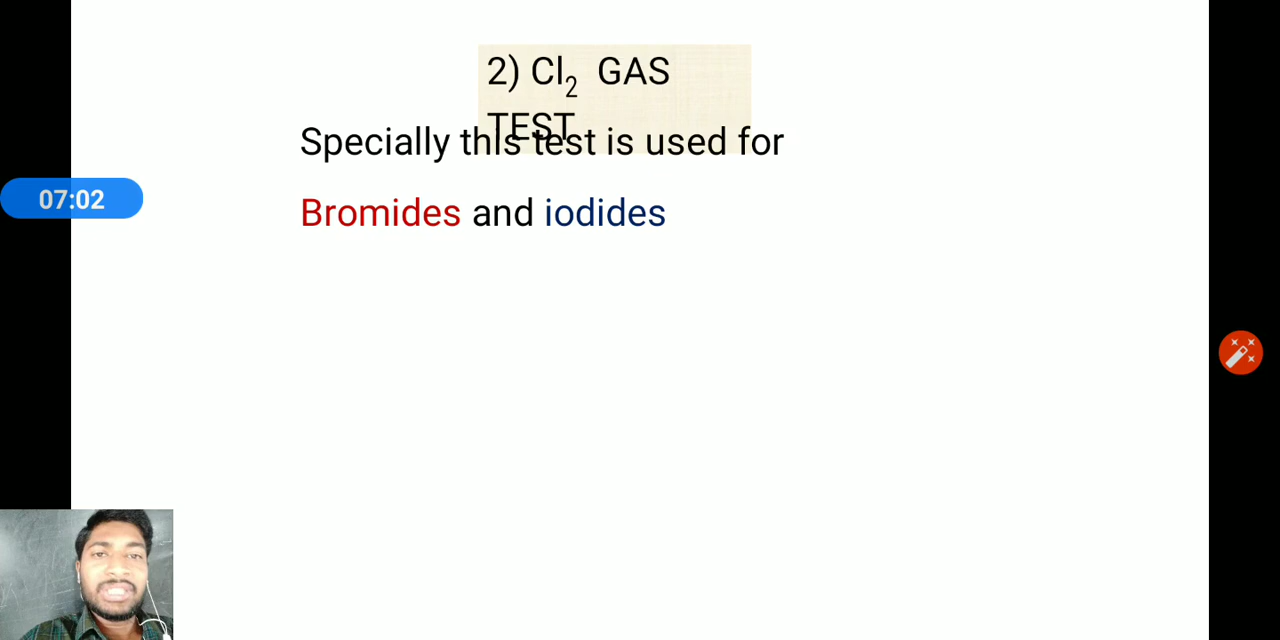 2) Cl₂ GAS
TEST
Specially this test is used for
07:02
Bromides and iodides